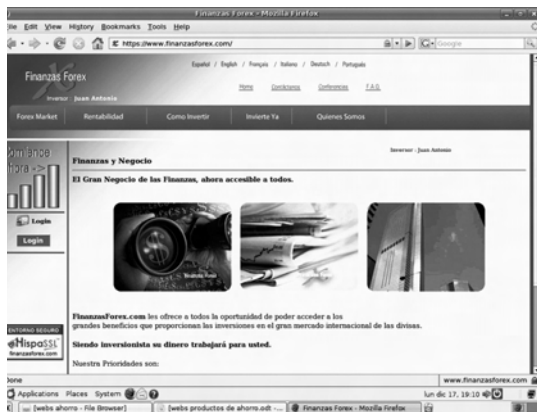 Finanzas Forex - Mozilla Firefox
File Edit View History Bookmarks Tools Help
https://www.finanzasforex.com/
Google
Español / English / Français / Italiano / Deutsch / Português
Finanzas Forex
Home Contáctanos Conferencias F.A.Q.
Inversor : Juan Antonio
Forex Market Rentabilidad Como Invertir Invierte Ya Quienes Somos
Inversor - Juan Antonio
Finanzas y Negocio
El Gran Negocio de las Finanzas, ahora accesible a todos.
Login
Login
FinanzasForex.com les ofrece a todos la oportunidad de poder acceder a los
grandes beneficios que proporcionan las inversiones en el gran mercado internacional de las divisas.
Siendo inversionista su dinero trabajará para usted.
ENTORNO SEGURO
HispaSSL
finanzasforex.com
Nuestra Prioridades son:
Done
www.finanzasforex.com
Applications Places System
lun dic 17, 19:10
[webs ahorro - File Browser]
[webs productos de ahorro.odt -...
Finanzas Forex - Mozilla Firefox